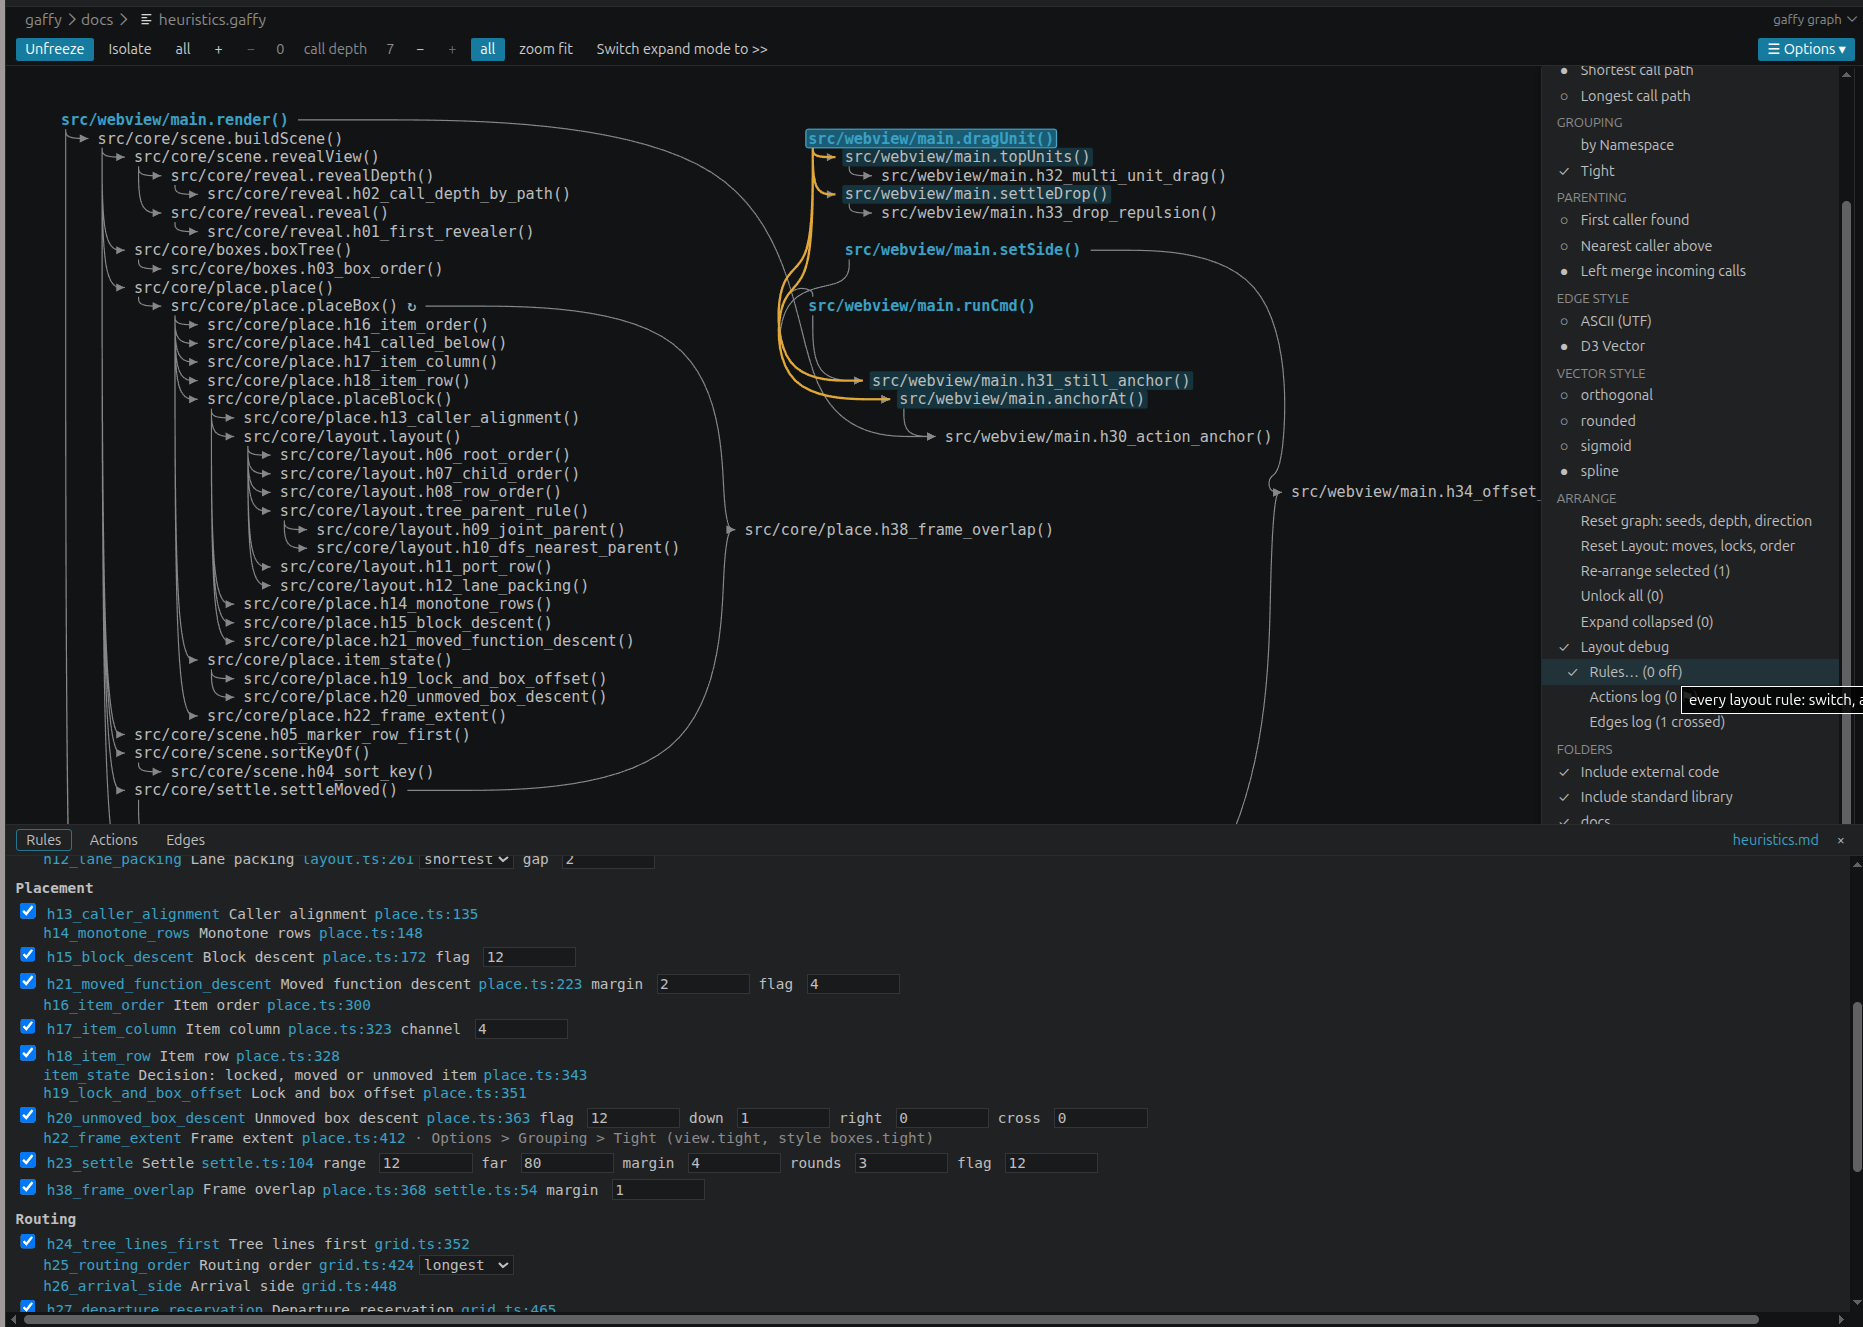 gaffy > docs > heuristics.gaffy
gaffy graph
Unfreeze Isolate all + − 0 call depth 7 − + all zoom fit Switch expand mode to >>
☰ Options ▾
src/webview/main.render()
src/core/scene.buildScene()
src/core/scene.revealView()
src/core/reveal.revealDepth()
src/core/reveal.h02_call_depth_by_path()
src/core/reveal.reveal()
src/core/reveal.h01_first_revealer()
src/core/boxes.boxTree()
src/core/boxes.h03_box_order()
src/core/place.place()
src/core/place.placeBox() ↻
src/core/place.h16_item_order()
src/core/place.h41_called_below()
src/core/place.h17_item_column()
src/core/place.h18_item_row()
src/core/place.placeBlock()
src/core/place.h13_caller_alignment()
src/core/layout.layout()
src/core/layout.h06_root_order()
src/core/layout.h07_child_order()
src/core/layout.h08_row_order()
src/core/layout.tree_parent_rule()
src/core/layout.h09_joint_parent()
src/core/layout.h10_dfs_nearest_parent()
src/core/layout.h11_port_row()
src/core/layout.h12_lane_packing()
src/core/place.h14_monotone_rows()
src/core/place.h15_block_descent()
src/core/place.h21_moved_function_descent()
src/core/place.item_state()
src/core/place.h19_lock_and_box_offset()
src/core/place.h20_unmoved_box_descent()
src/core/place.h22_frame_extent()
src/core/scene.h05_marker_row_first()
src/core/scene.sortKeyOf()
src/core/scene.h04_sort_key()
src/core/settle.settleMoved()
src/core/place.h38_frame_overlap()
src/webview/main.dragUnit()
src/webview/main.topUnits()
src/webview/main.h32_multi_unit_drag()
src/webview/main.settleDrop()
src/webview/main.h33_drop_repulsion()
src/webview/main.setSide()
src/webview/main.runCmd()
src/webview/main.h31_still_anchor()
src/webview/main.anchorAt()
src/webview/main.h30_action_anchor()
src/webview/main.h34_offset_
Shortest call path
Longest call path
GROUPING
by Namespace
✓ Tight
PARENTING
First caller found
Nearest caller above
Left merge incoming calls
EDGE STYLE
ASCII (UTF)
D3 Vector
VECTOR STYLE
orthogonal
rounded
sigmoid
spline
ARRANGE
Reset graph: seeds, depth, direction
Reset Layout: moves, locks, order
Re-arrange selected (1)
Unlock all (0)
Expand collapsed (0)
✓ Layout debug
✓ Rules... (0 off)
Actions log (0
every layout rule: switch,
Edges log (1 crossed)
FOLDERS
✓ Include external code
✓ Include standard library
✓ docs
Rules Actions Edges
heuristics.md ×
h12_lane_packing Lane packing layout.ts:261 shortest gap 2
Placement
h13_caller_alignment Caller alignment place.ts:135
h14_monotone_rows Monotone rows place.ts:148
h15_block_descent Block descent place.ts:172 flag 12
h21_moved_function_descent Moved function descent place.ts:223 margin 2 flag 4
h16_item_order Item order place.ts:300
h17_item_column Item column place.ts:323 channel 4
h18_item_row Item row place.ts:328
item_state Decision: locked, moved or unmoved item place.ts:343
h19_lock_and_box_offset Lock and box offset place.ts:351
h20_unmoved_box_descent Unmoved box descent place.ts:363 flag 12 down 1 right 0 cross 0
h22_frame_extent Frame extent place.ts:412 · Options > Grouping > Tight (view.tight, style boxes.tight)
h23_settle Settle settle.ts:104 range 12 far 80 margin 4 rounds 3 flag 12
h38_frame_overlap Frame overlap place.ts:368 settle.ts:54 margin 1
Routing
h24_tree_lines_first Tree lines first grid.ts:352
h25_routing_order Routing order grid.ts:424 longest
h26_arrival_side Arrival side grid.ts:448
h27_departure_reservation Departure reservation grid.ts:465